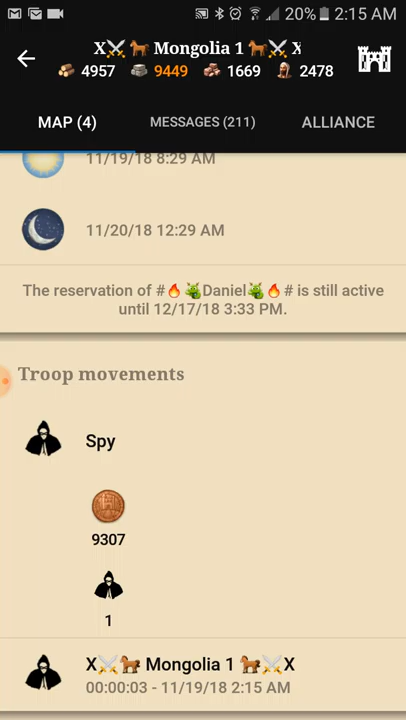 20% 2:15 AM
X⚔️🐎 Mongolia 1 🐎⚔️ X
4957 9449 1669 2478
MAP (4) MESSAGES (211) ALLIANCE
11/19/18 8:29 AM
11/20/18 12:29 AM
The reservation of #🔥🐲Daniel🐲🔥# is still active
until 12/17/18 3:33 PM.
Troop movements
Spy
9307
1
X⚔️🐎 Mongolia 1 🐎⚔️X
00:00:03 - 11/19/18 2:15 AM